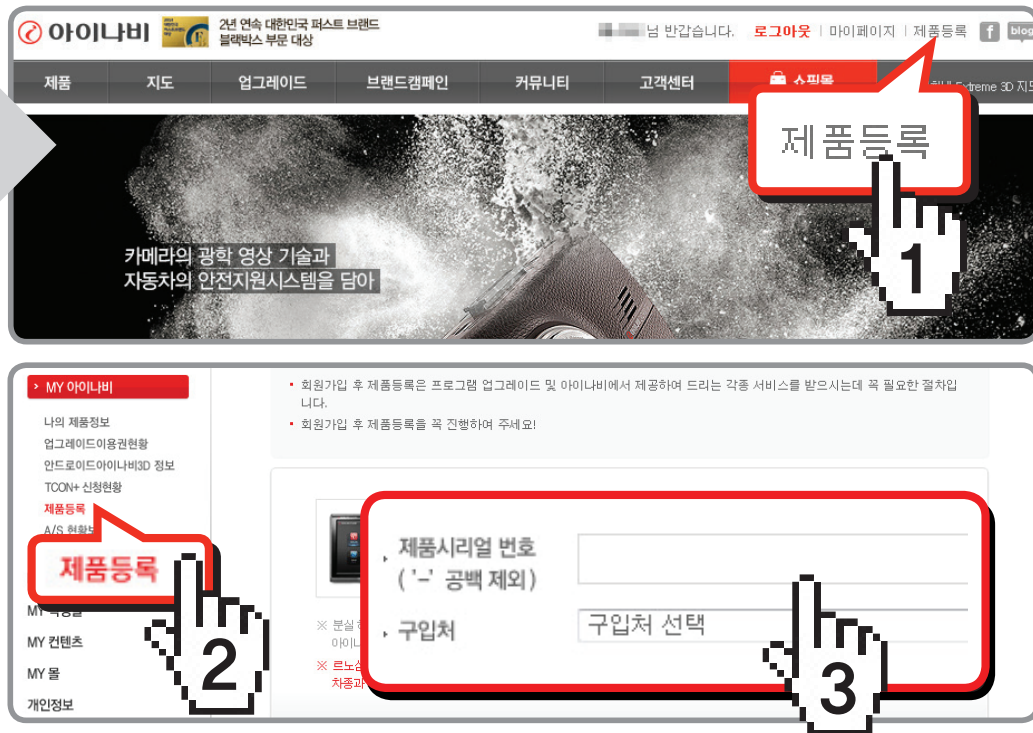 아이나비
2년 연속 대한민국 퍼스트 브랜드
블랙박스 부문 대상
님 반갑습니다. 로그아웃 | 마이페이지 | 제품등록 f blog
제품 지도 업그레이드 브랜드캠페인 커뮤니티 고객센터 쇼핑몰 Extreme 3D 지도
제품등록
1
카메라의 광학 영상 기술과
자동차의 안전지원시스템을 담아
MY 아이나비
나의 제품정보
업그레이드이용권현황
안드로이드아이나비3D 정보
TCON+ 신청현황
제품등록
A/S 현황
제품등록
2
MY 컨텐츠
MY 몰
개인정보
• 회원가입 후 제품등록은 프로그램 업그레이드 및 아이나비에서 제공하여 드리는 각종 서비스를 받으시는데 꼭 필요한 절차입
니다.
• 회원가입 후 제품등록을 꼭 진행하여 주세요!
제품시리얼 번호
( '-' 공백 제외 )
구입처 구입처 선택
3
※ 분실
※
차종과